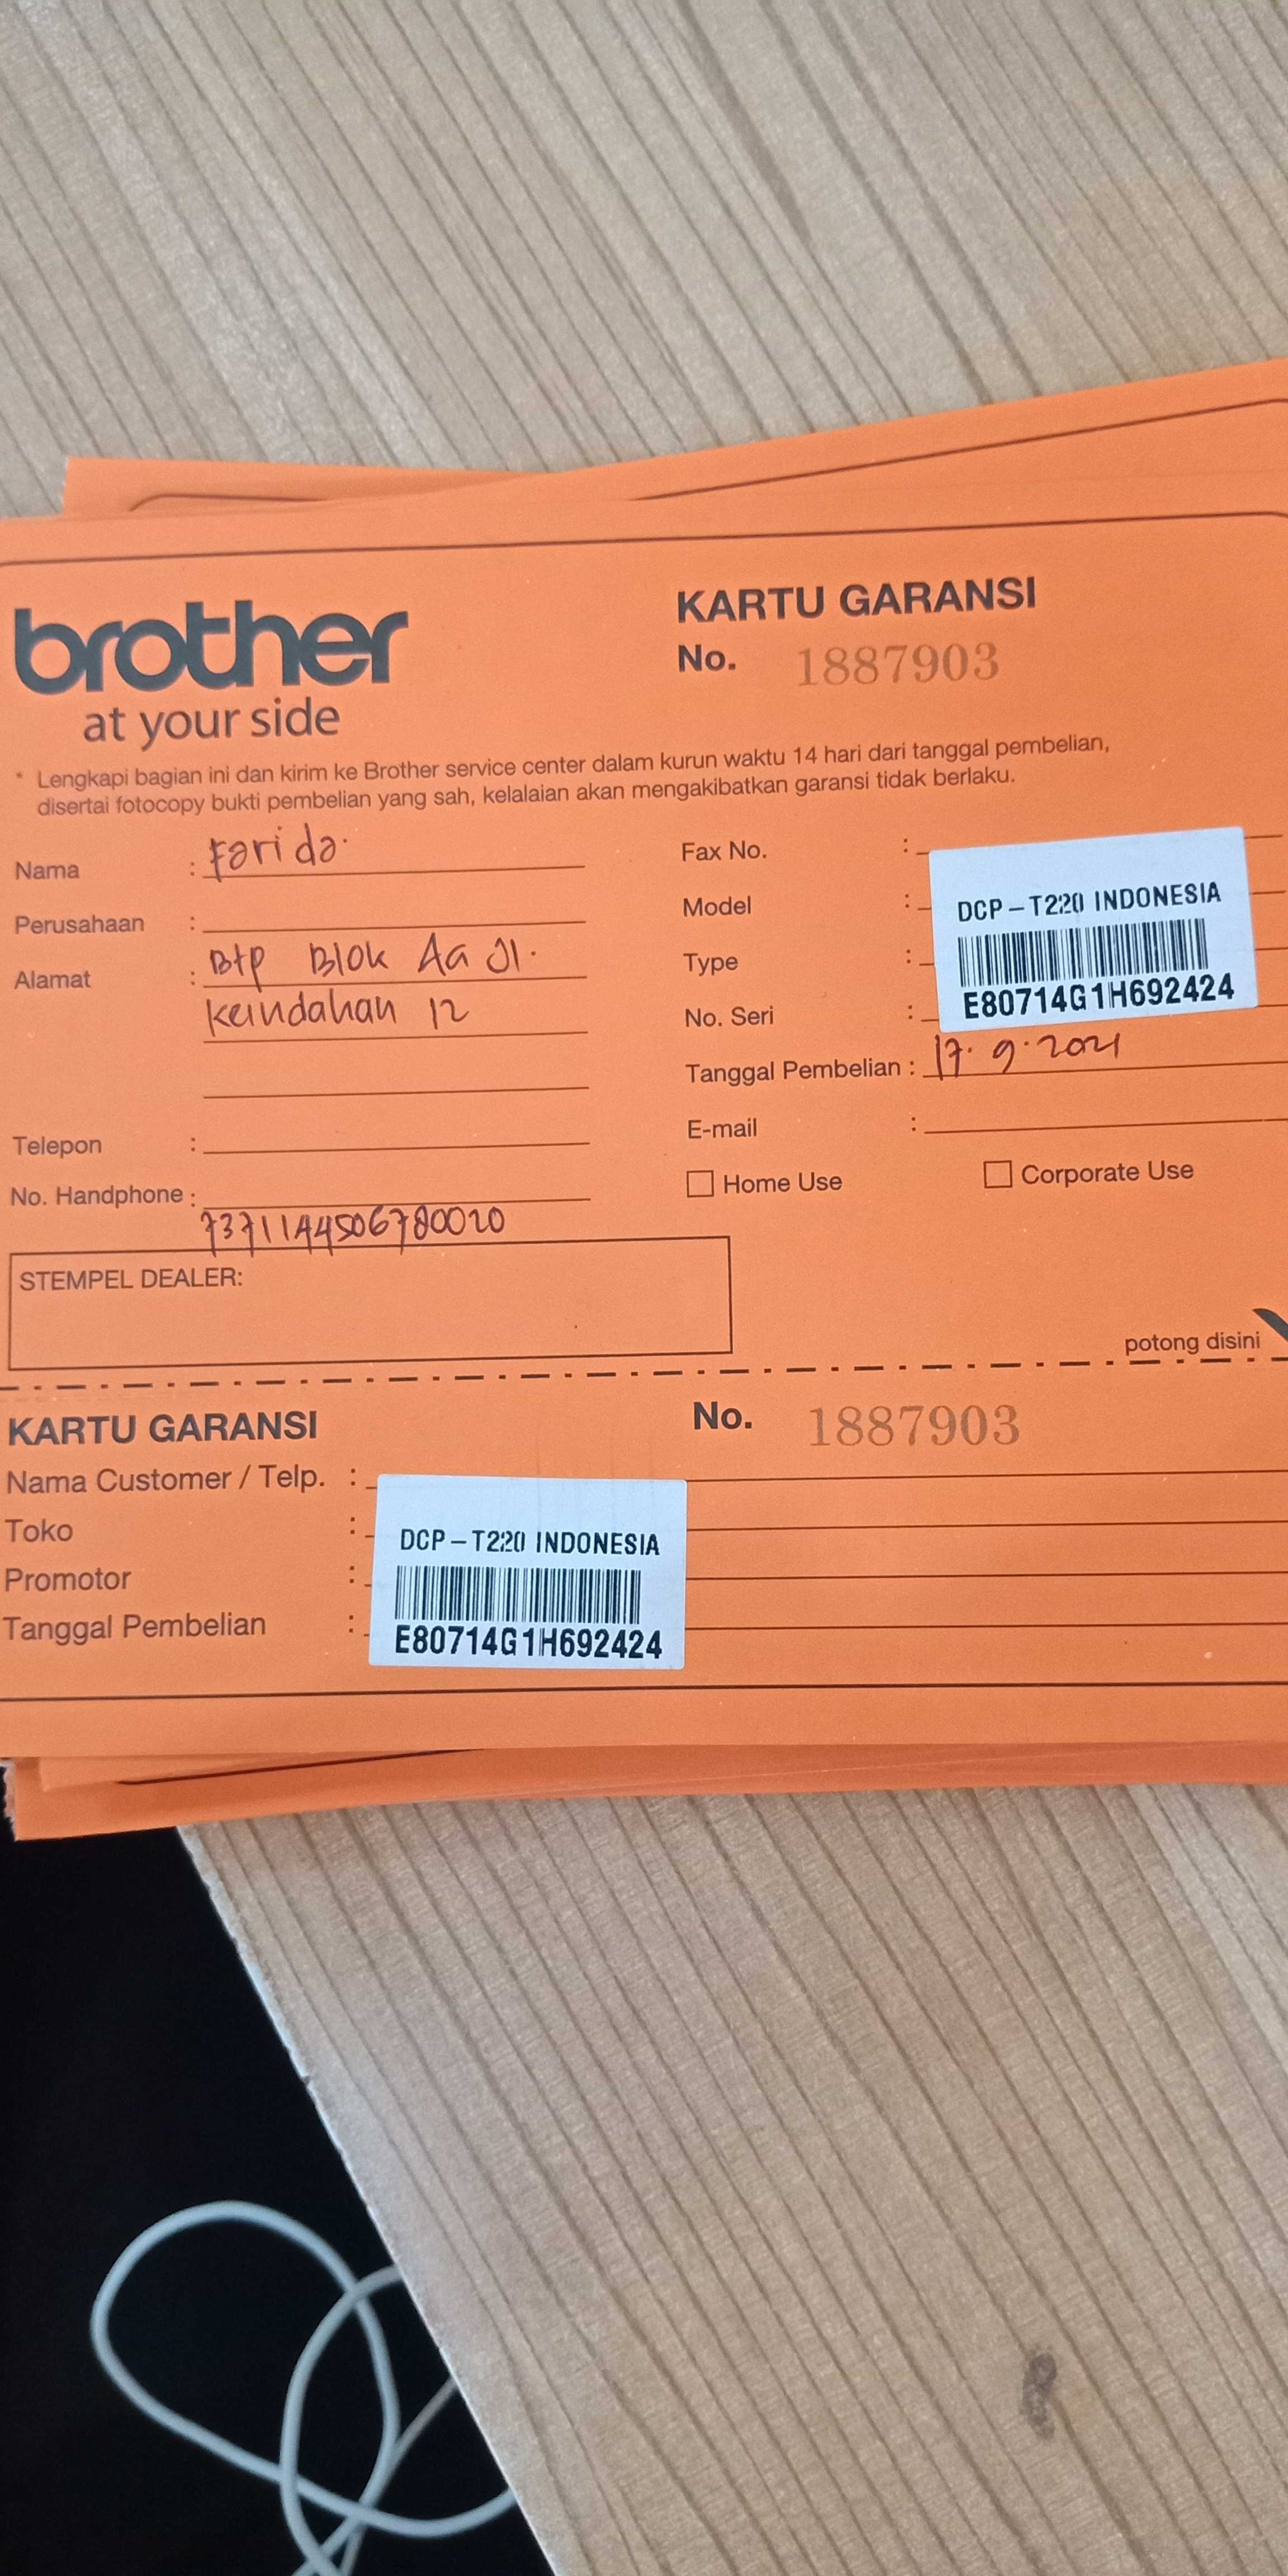 brother
at your side
KARTU GARANSI
No. 1887903
* Lengkapi bagian ini dan kirim ke Brother service center dalam kurun waktu 14 hari dari tanggal pembelian,
disertai fotocopy bukti pembelian yang sah, kelalaian akan mengakibatkan garansi tidak berlaku.
Nama : Farida.
Perusahaan :
Alamat : Btp Blok Aa Jl.
Keindahan 12
Telepon :
No. Handphone :
7371144506780020
Fax No. :
Model :
Type :
No. Seri :
DCP-T220 INDONESIA
E80714G1H692424
Tanggal Pembelian : 17. 9. 2021
E-mail :
Home Use
Corporate Use
STEMPEL DEALER:
potong disini
KARTU GARANSI
No. 1887903
Nama Customer / Telp. :
Toko :
Promotor :
Tanggal Pembelian :
DCP-T220 INDONESIA
E80714G1H692424